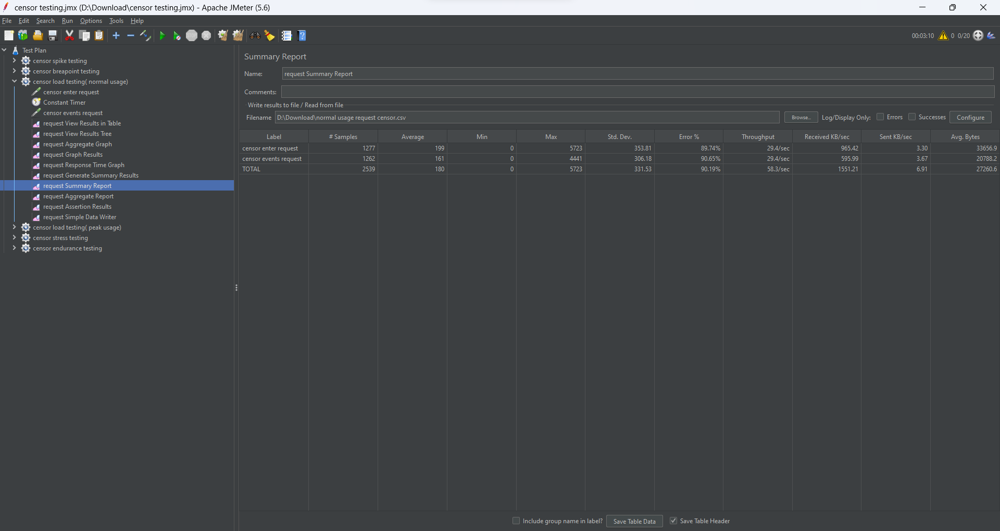 censor testing.jmx (D:\Download\censor testing.jmx) - Apache JMeter (5.6)
File Edit Search Run Options Tools Help
00:03:10 0 0/20
Test Plan
censor spike testing
censor breapoint testing
censor load testing( normal usage)
censor enter request
Constant Timer
censor events request
request View Results in Table
request View Results Tree
request Aggregate Graph
request Graph Results
request Response Time Graph
request Generate Summary Results
request Summary Report
request Aggregate Report
request Assertion Results
request Simple Data Writer
censor load testing( peak usage)
censor stress testing
censor endurance testing
Summary Report
Name: request Summary Report
Comments:
Write results to file / Read from file
Filename D:\Download\normal usage request censor.csv Browse... Log/Display Only: Errors Successes Configure
Label # Samples Average Min Max Std. Dev. Error % Throughput Received KB/sec Sent KB/sec Avg. Bytes
censor enter request 1277 199 0 5723 353.81 89.74% 29.4/sec 965.42 3.30 33656.9
censor events request 1262 161 0 4441 306.18 90.65% 29.4/sec 595.99 3.67 20788.2
TOTAL 2539 180 0 5723 331.53 90.19% 58.3/sec 1551.21 6.91 27260.6
Include group name in label? Save Table Data Save Table Header